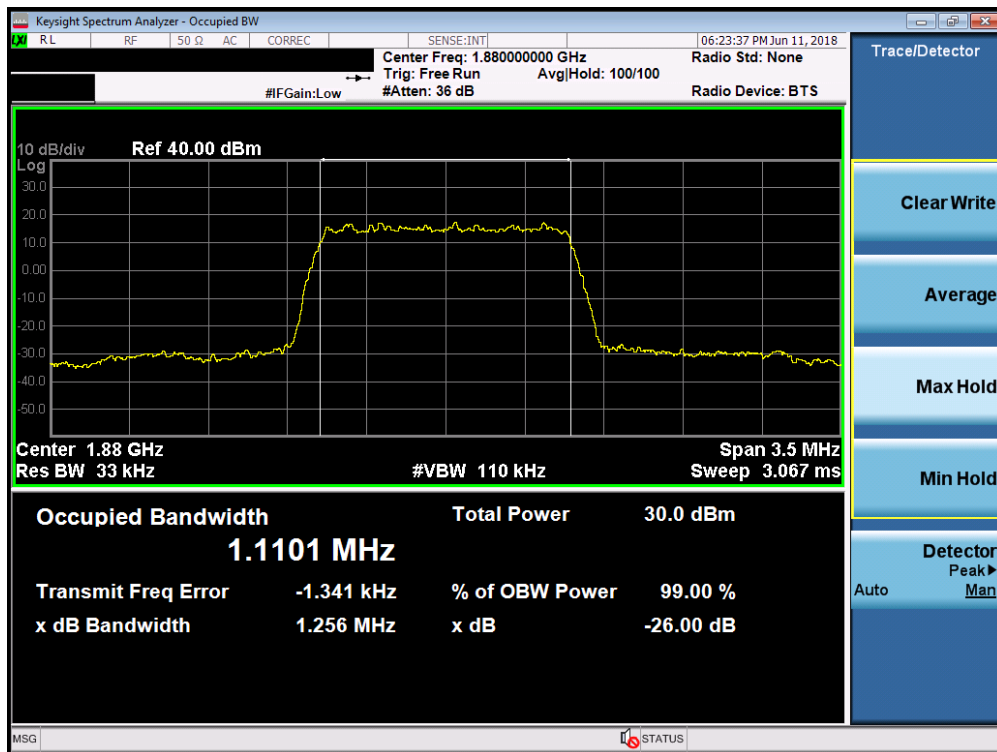 Keysight Spectrum Analyzer - Occupied BW
LXI RL RF 50 Ω AC CORREC SENSE:INT 06:23:37 PM Jun 11, 2018
Center Freq: 1.880000000 GHz Radio Std: None
Trig: Free Run Avg|Hold: 100/100
#IFGain:Low #Atten: 36 dB Radio Device: BTS
10 dB/div Ref 40.00 dBm
Log
30.0
20.0
10.0
0.00
-10.0
-20.0
-30.0
-40.0
-50.0
Center 1.88 GHz Span 3.5 MHz
Res BW 33 kHz #VBW 110 kHz Sweep 3.067 ms
Occupied Bandwidth Total Power 30.0 dBm
1.1101 MHz
Transmit Freq Error -1.341 kHz % of OBW Power 99.00 %
x dB Bandwidth 1.256 MHz x dB -26.00 dB
MSG STATUS
Trace/Detector
Clear Write
Average
Max Hold
Min Hold
Detector
Peak▶
Auto Man